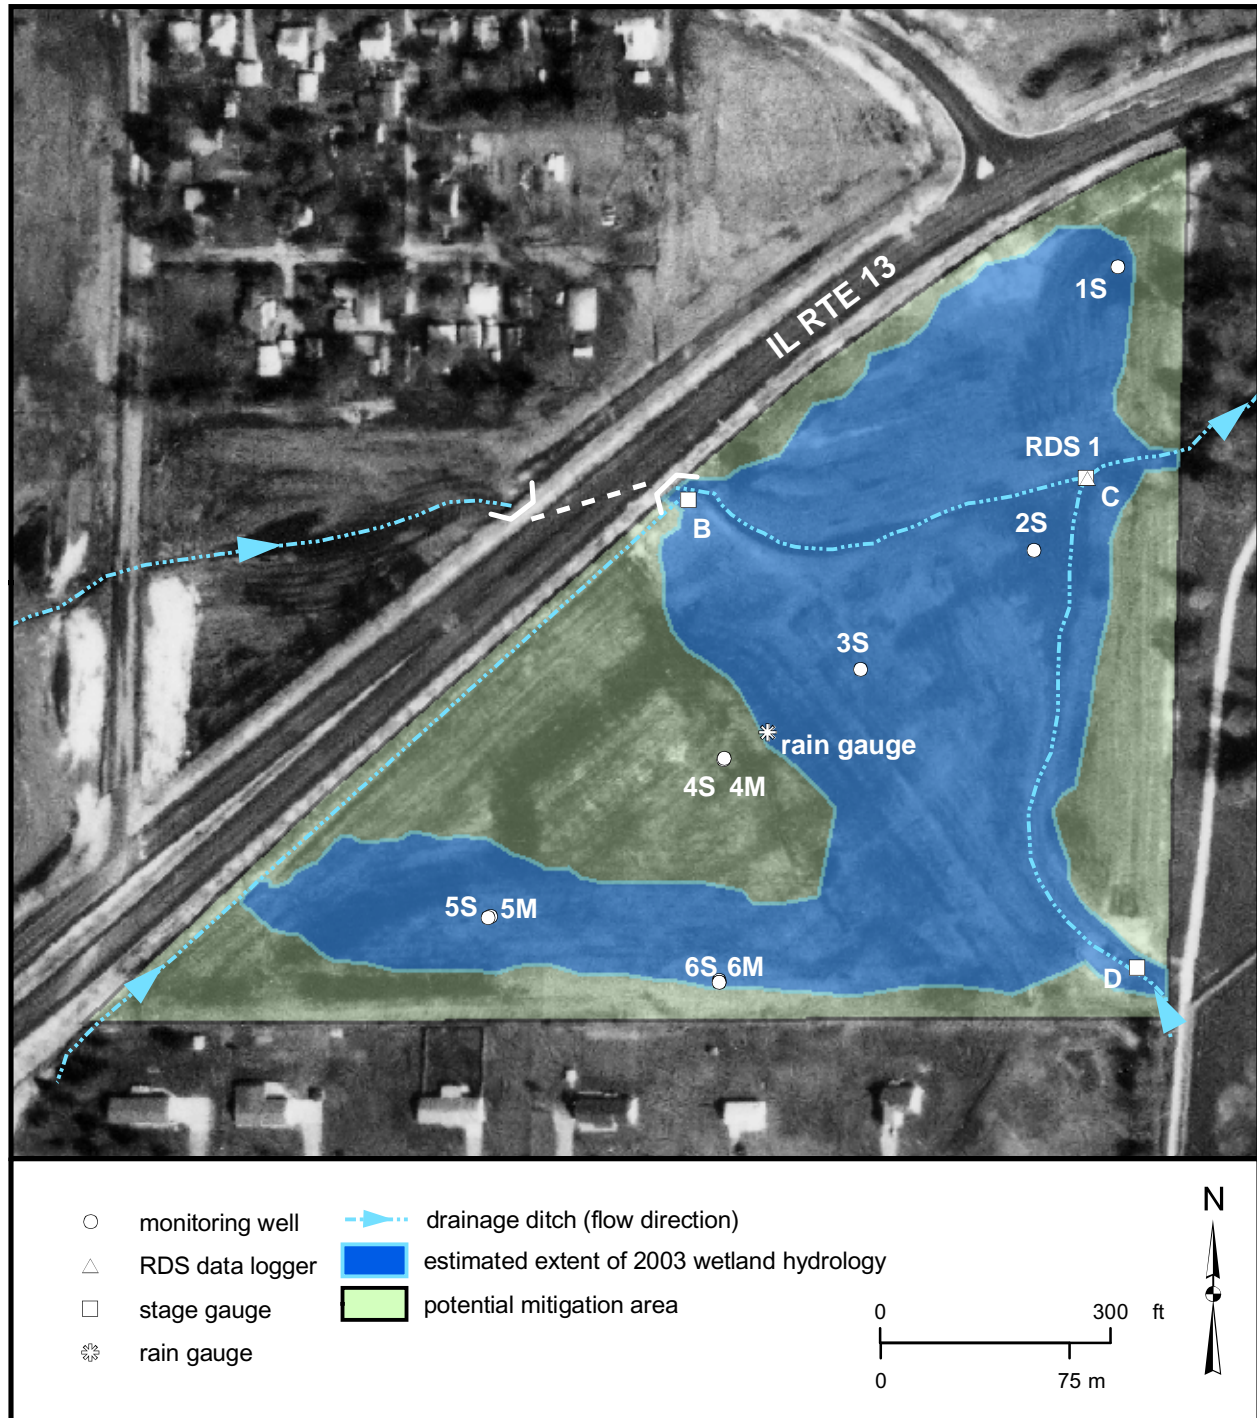 IL RTE 13
1S
RDS 1
C
B
2S
3S
rain gauge
4S 4M
5S 5M
6S 6M
D
monitoring well
RDS data logger
stage gauge
rain gauge
drainage ditch (flow direction)
estimated extent of 2003 wetland hydrology
potential mitigation area
N
0 300 ft
0 75 m